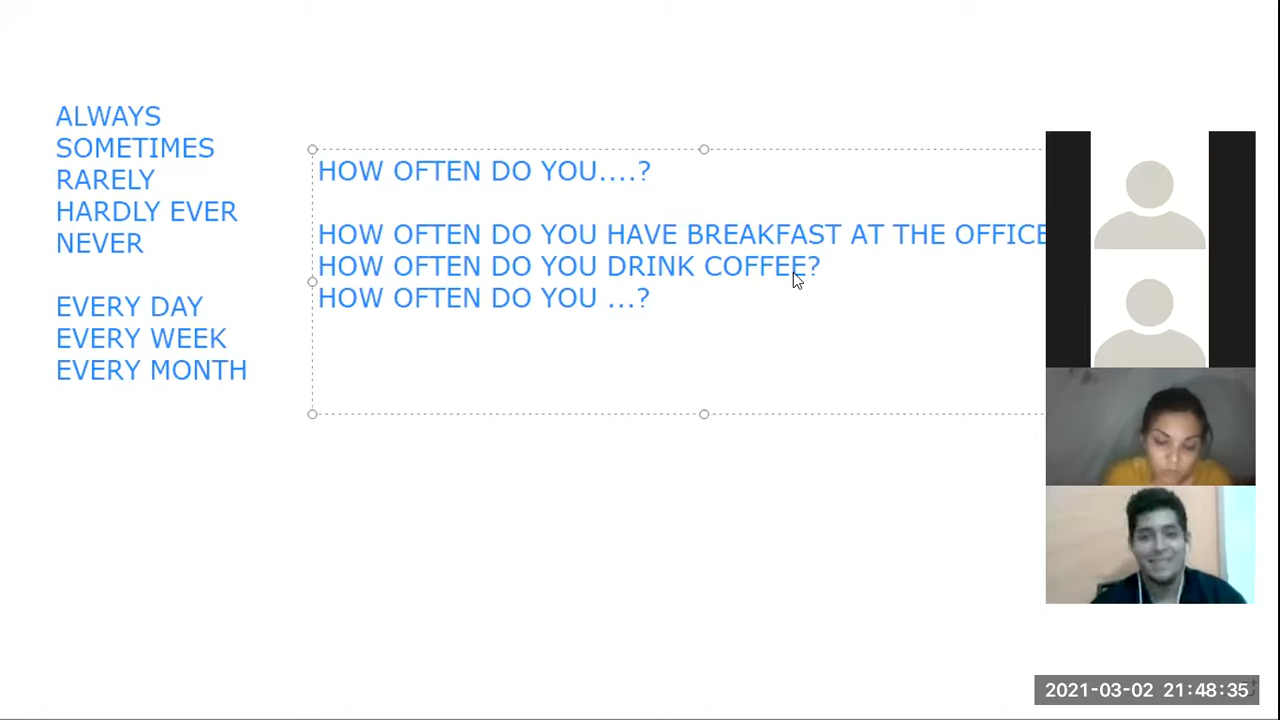 ALWAYS
SOMETIMES
RARELY
HARDLY EVER
NEVER
EVERY DAY
EVERY WEEK
EVERY MONTH
HOW OFTEN DO YOU....?
HOW OFTEN DO YOU HAVE BREAKFAST AT THE OFFICE
HOW OFTEN DO YOU DRINK COFFEE?
HOW OFTEN DO YOU ...?
2021-03-02 21:48:35